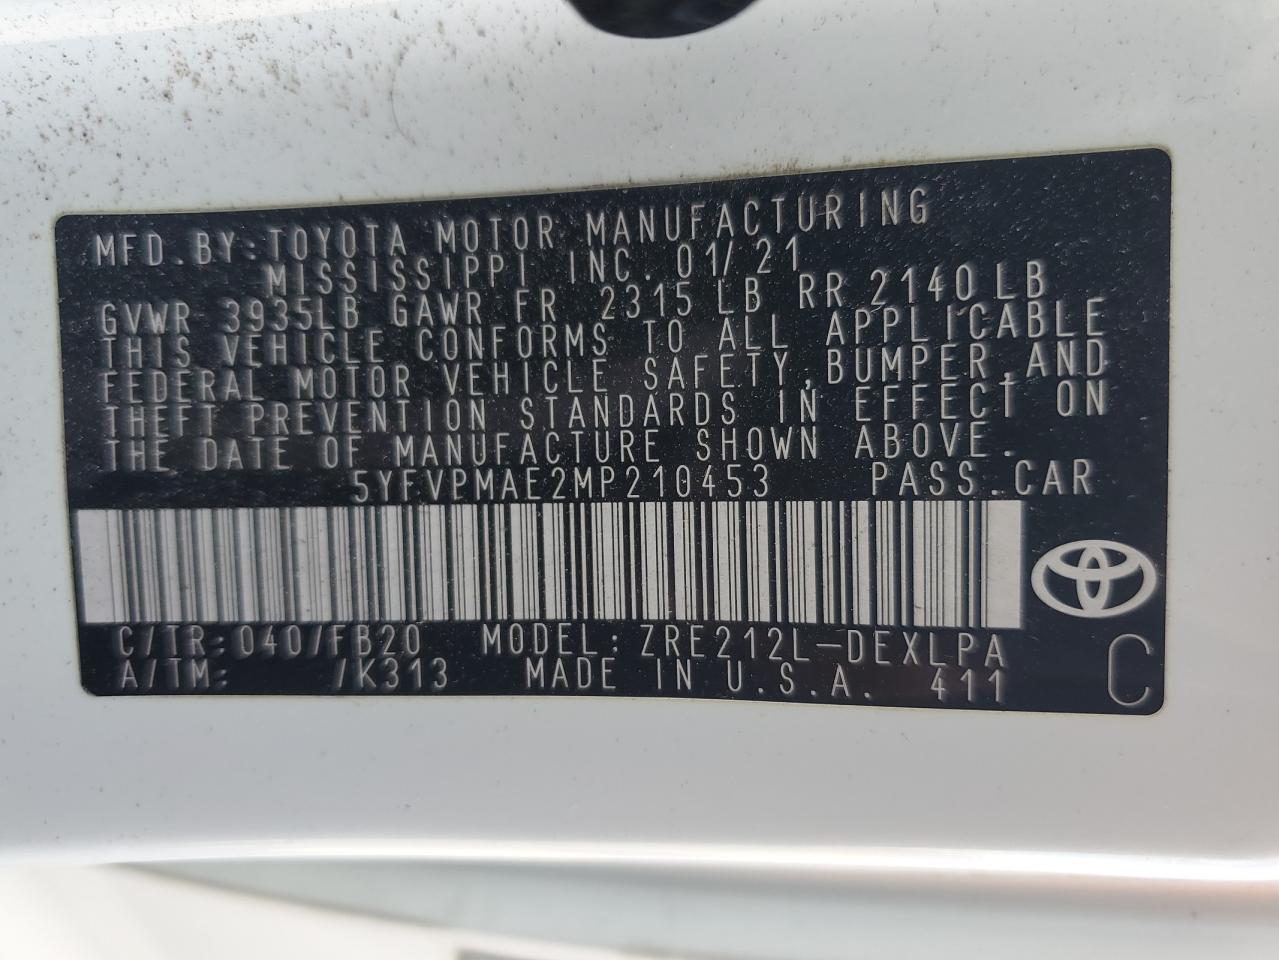 MFD.BY:TOYOTA MOTOR MANUFACTURING
MISSISSIPPI INC. 01/21
GVWR 3935LB GAWR FR 2315 LB RR 2140 LB
THIS VEHICLE CONFORMS TO ALL APPLICABLE
FEDERAL MOTOR VEHICLE SAFETY,BUMPER,AND
THEFT PREVENTION STANDARDS IN EFFECT ON
THE DATE OF MANUFACTURE SHOWN ABOVE.
5YFVPMAE2MP210453 PASS.CAR
C/TR:040/FB20 MODEL:ZRE212L-DEXLPA
A/TM: /K313 MADE IN U.S.A. 411 C